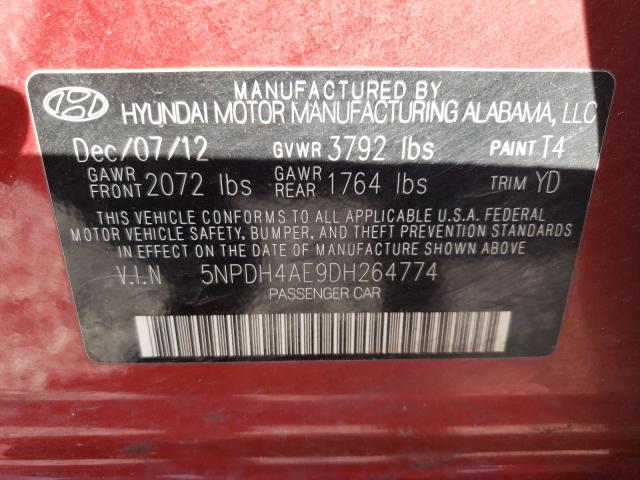 MANUFACTURED BY
HYUNDAI MOTOR MANUFACTURING ALABAMA, LLC
Dec/07/12 GVWR 3792 lbs PAINT T4
GAWR FRONT 2072 lbs GAWR REAR 1764 lbs TRIM YD
THIS VEHICLE CONFORMS TO ALL APPLICABLE U.S.A. FEDERAL
MOTOR VEHICLE SAFETY, BUMPER, AND THEFT PREVENTION STANDARDS
IN EFFECT ON THE DATE OF MANUFACTURE SHOWN ABOVE.
V.I.N 5NPDH4AE9DH264774
PASSENGER CAR